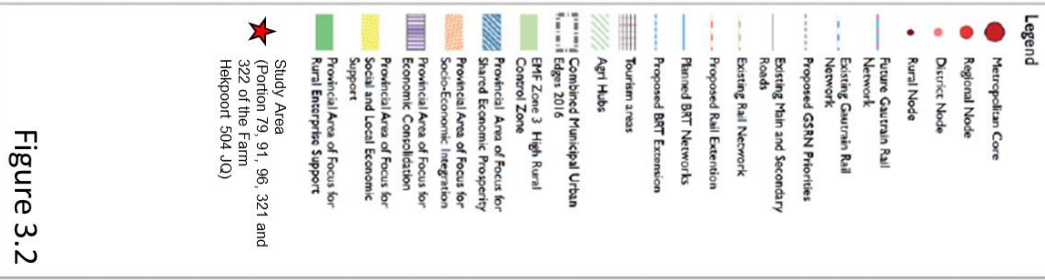 Legend
Metropolitan Core
Regional Node
District Node
Rural Node
Future Gautrain Rail
Network
Existing Gautrain Rail
Network
Proposed GSRN Priorities
Existing Main and Secondary
Roads
Existing Rail Network
Proposed Rail Extention
Planned BRT Networks
Proposed BRT Extension
Tourism areas
Agri Hubs
Combined Municipal Urban
Edges 2016
EMF Zone 3 High Rural
Control Zone
Provincial Area of Focus for
Shared Economic Prosperity
Provincial Area of Focus for
Socio-Economic Integration
Provincial Area of Focus for
Economic Consolidation
Provincial Area of Focus for
Social and Local Economic
Support
Provincial Area of Focus for
Rural Enterprise Support
Study Area
(Portion 79, 91, 96, 321 and
322 of the Farm
Hekpoort 504 JQ)
Figure 3.2